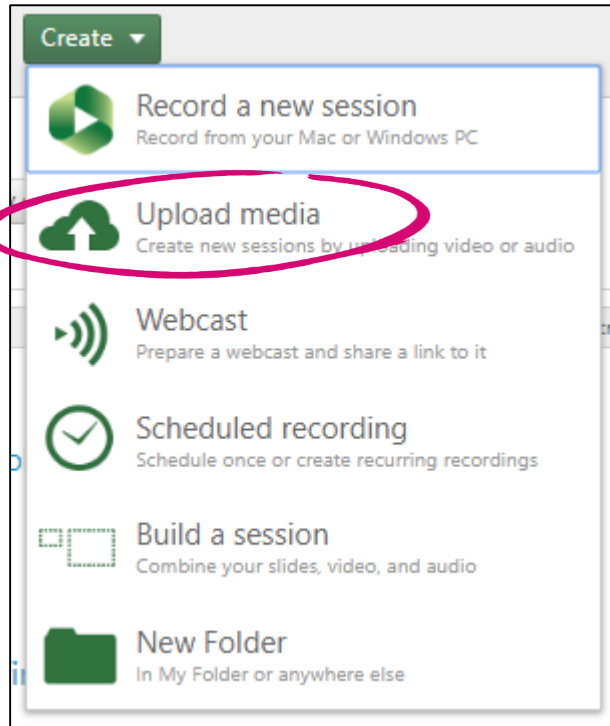 Create
Record a new session
Record from your Mac or Windows PC
Upload media
Create new sessions by uploading video or audio
Webcast
Prepare a webcast and share a link to it
Scheduled recording
Schedule once or create recurring recordings
Build a session
Combine your slides, video, and audio
New Folder
In My Folder or anywhere else